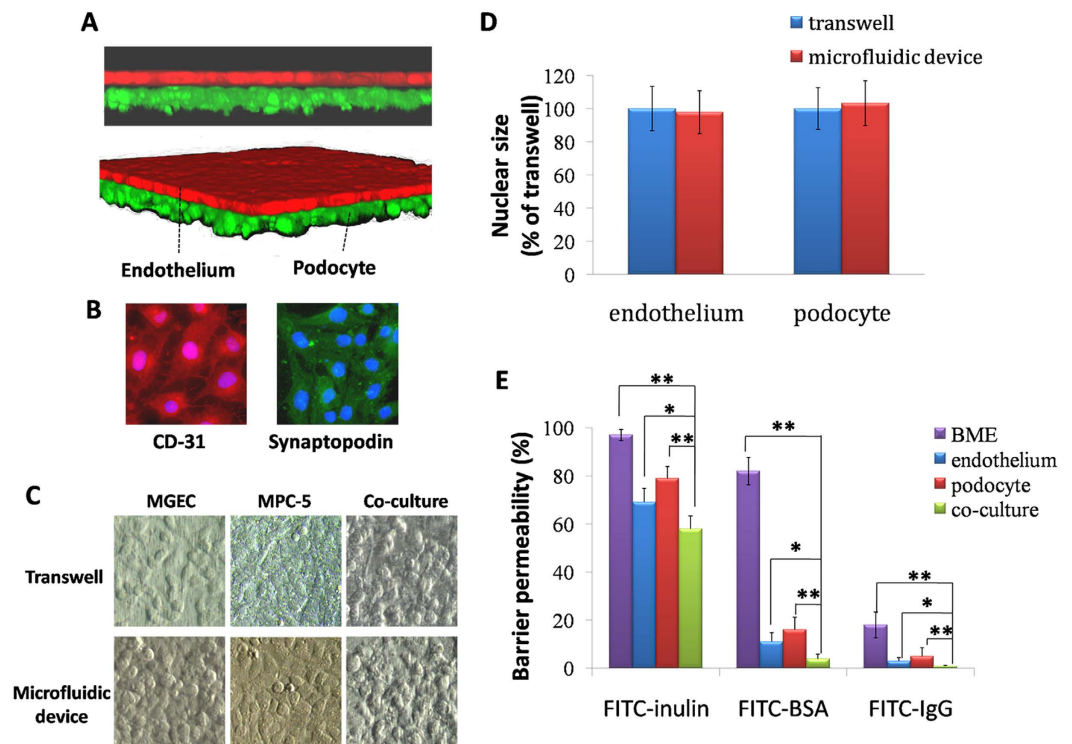 A
Endothelium
Podocyte
B
CD-31
Synaptopodin
C
MGEC
MPC-5
Co-culture
Transwell
Microfluidic
device
D
transwell
microfluidic device
Nuclear size
(% of transwell)
120
100
80
60
40
20
0
endothelium
podocyte
E
Barrier permeability (%)
100
80
60
40
20
0
**
*
**
**
*
**
**
*
**
BME
endothelium
podocyte
co-culture
FITC-inulin
FITC-BSA
FITC-IgG